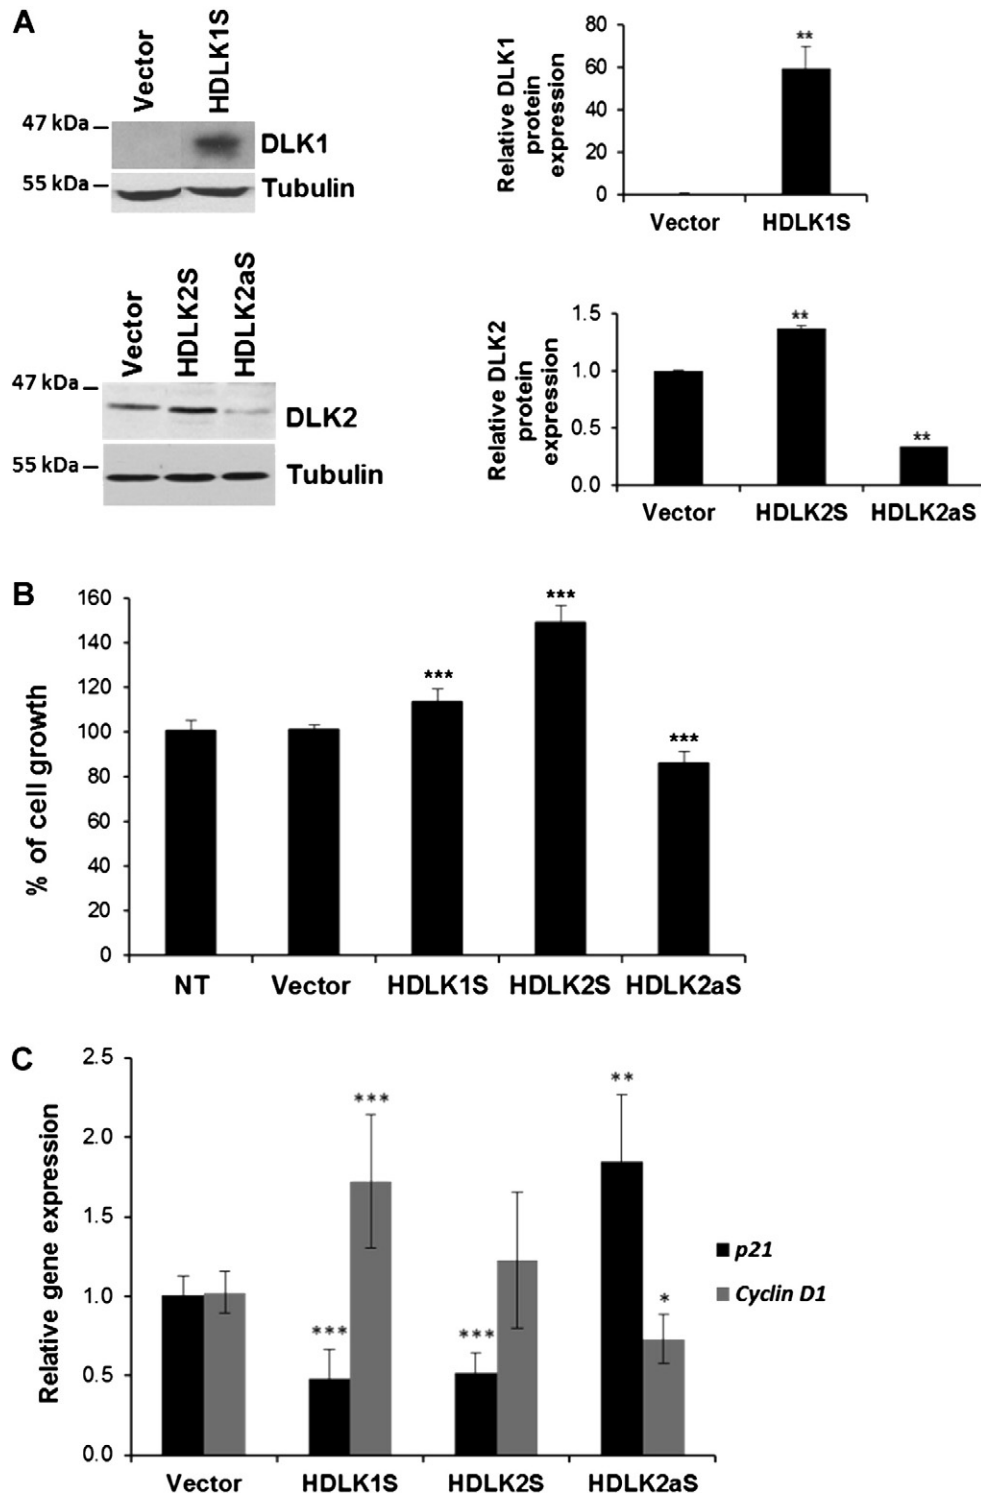 A
Vector
HDLK1S
47 kDa
DLK1
55 kDa
Tubulin
Relative DLK1
protein
expression
80
60
40
20
0
**
Vector
HDLK1S
Vector
HDLK2S
HDLK2aS
47 kDa
DLK2
55 kDa
Tubulin
Relative DLK2
protein
expression
1.5
1.0
0.5
0.0
**
**
Vector
HDLK2S
HDLK2aS
B
% of cell growth
160
140
120
100
80
60
40
20
0
***
***
***
NT
Vector
HDLK1S
HDLK2S
HDLK2aS
C
Relative gene expression
2.5
2.0
1.5
1.0
0.5
0.0
***
***
***
**
*
p21
Cyclin D1
Vector
HDLK1S
HDLK2S
HDLK2aS